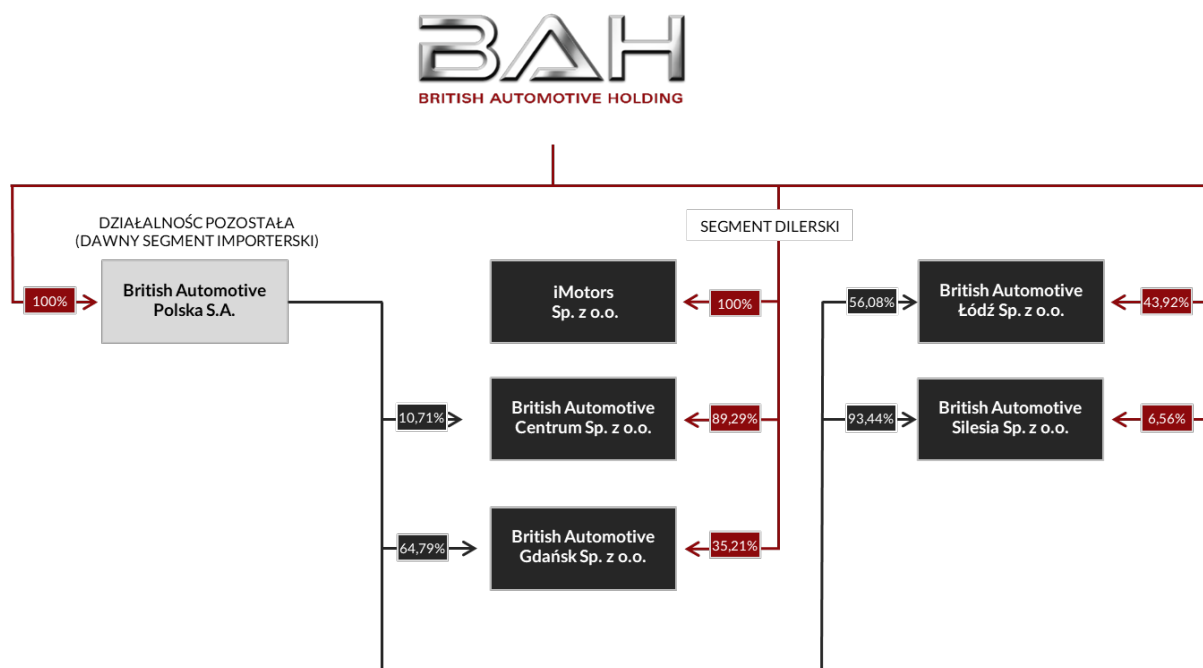 BAH
BRITISH AUTOMOTIVE HOLDING
DZIAŁALNOŚĆ POZOSTAŁA
(DAWNY SEGMENT IMPORTERSKI)
SEGMENT DILERSKI
100%
British Automotive
Polska S.A.
iMotors
Sp. z o.o.
100%
56,08%
British Automotive
Łódź Sp. z o.o.
43,92%
10,71%
British Automotive
Centrum Sp. z o.o.
89,29%
93,44%
British Automotive
Silesia Sp. z o.o.
6,56%
64,79%
British Automotive
Gdańsk Sp. z o.o.
35,21%